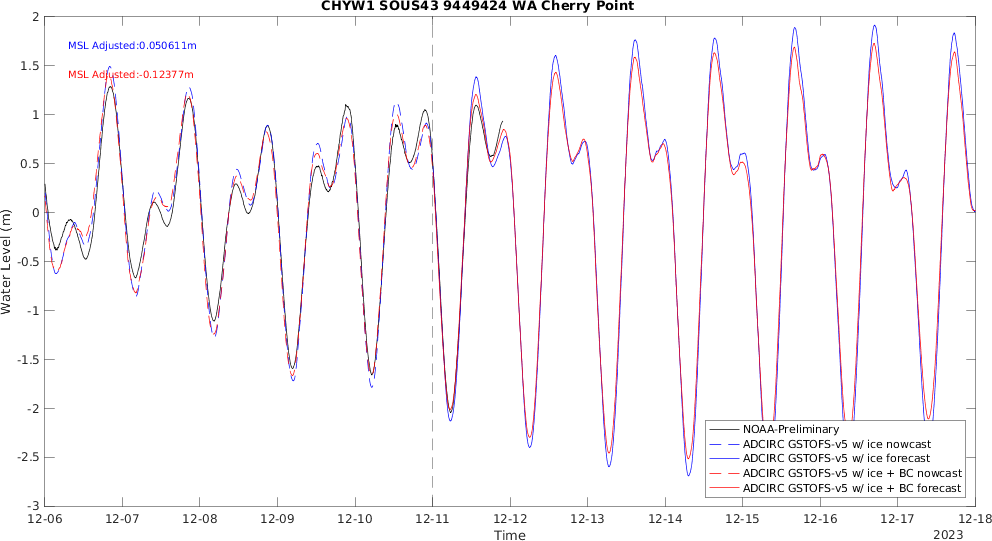 CHYW1 SOUS43 9449424 WA Cherry Point
MSL Adjusted:0.050611m
MSL Adjusted:-0.12377m
Water Level (m)
2
1.5
1
0.5
0
-0.5
-1
-1.5
-2
-2.5
-3
NOAA-Preliminary
ADCIRC GSTOFS-v5 w/ ice nowcast
ADCIRC GSTOFS-v5 w/ ice forecast
ADCIRC GSTOFS-v5 w/ ice + BC nowcast
ADCIRC GSTOFS-v5 w/ ice + BC forecast
12-06 12-07 12-08 12-09 12-10 12-11 12-12 12-13 12-14 12-15 12-16 12-17 12-18
Time
2023